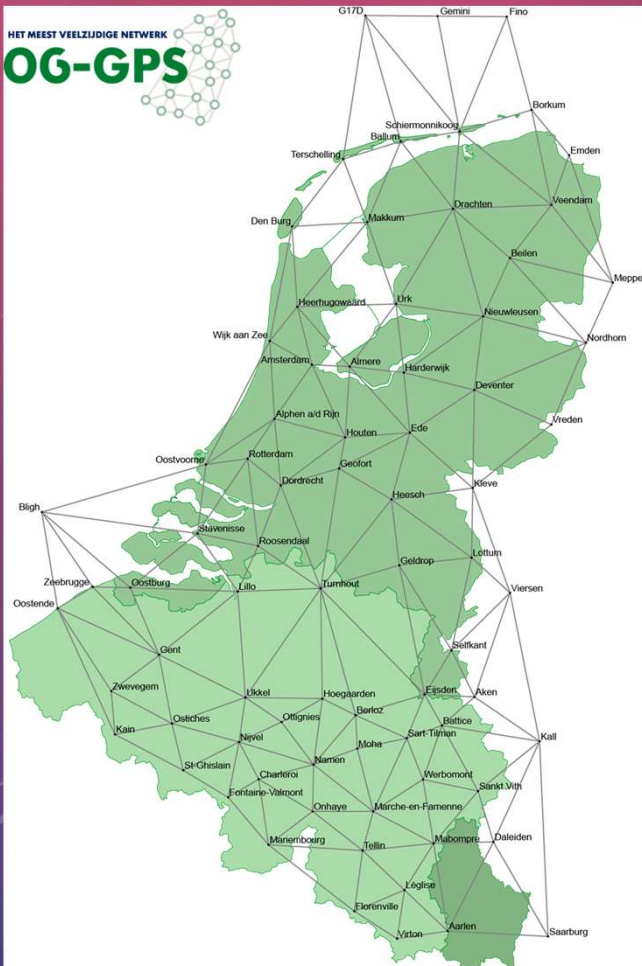 HET MEEST VEELZIJDIGE NETWERK
06-GPS
G17D
Gemini
Fino
Borkum
Schiermonnikoog
Ballum
Emden
Terschelling
Den Burg
Makkum
Drachten
Veendam
Beilen
Meppe
Heerhugowaard
Urk
Nieuwleusen
Wijk aan Zee
Nordhorn
Amsterdam
Almere
Harderwijk
Deventer
Alphen a/d Rijn
Vreden
Houten
Ede
Oostvoorne
Rotterdam
Geofort
Dordrecht
Kleve
Heesch
Bligh
Stavenisse
Roosendaal
Lottum
Geldrop
Zeebrugge
Oostburg
Lillo
Turnhout
Viersen
Oostende
Gent
Selfkant
Zwevegem
Ukkel
Hoegaarden
Eijsden
Aken
Berloz
Kain
Ostiches
Ottignies
Battice
Nijvel
Moha
Sart-Tilman
Kall
St-Ghislain
Namen
Charleroi
Werbomont
Fontaine-Valmont
Sankt Vith
Onhaye
Marche-en-Famenne
Manembourg
Tellin
Mabompre
Daleiden
Léglise
Florenville
Virton
Aarlen
Saarburg